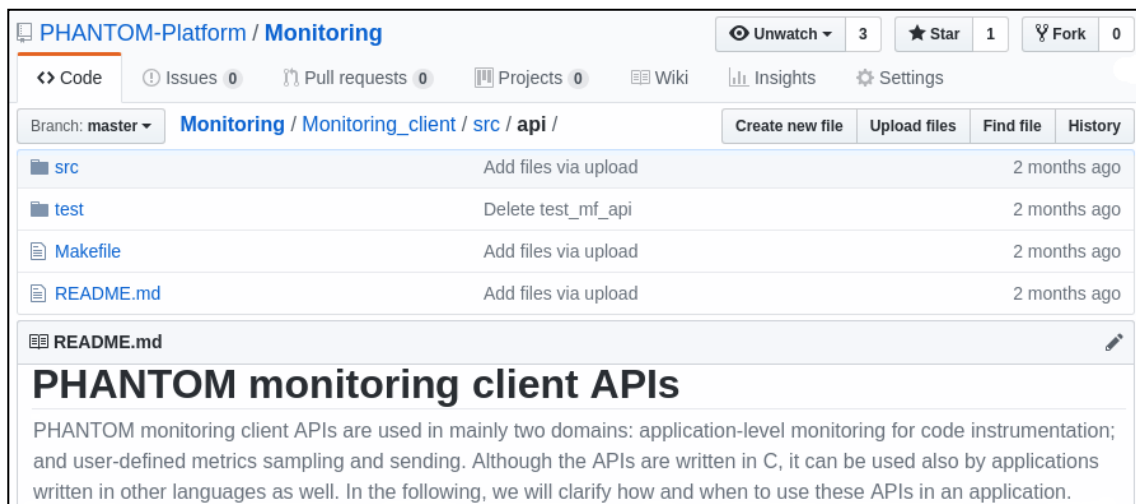 PHANTOM-Platform / Monitoring Unwatch 3 Star 1 Fork 0
Code Issues 0 Pull requests 0 Projects 0 Wiki Insights Settings
Branch: master Monitoring / Monitoring_client / src / api / Create new file Upload files Find file History
src Add files via upload 2 months ago
test Delete test_mf_api 2 months ago
Makefile Add files via upload 2 months ago
README.md Add files via upload 2 months ago
README.md
PHANTOM monitoring client APIs
PHANTOM monitoring client APIs are used in mainly two domains: application-level monitoring for code instrumentation;
and user-defined metrics sampling and sending. Although the APIs are written in C, it can be used also by applications
written in other languages as well. In the following, we will clarify how and when to use these APIs in an application.